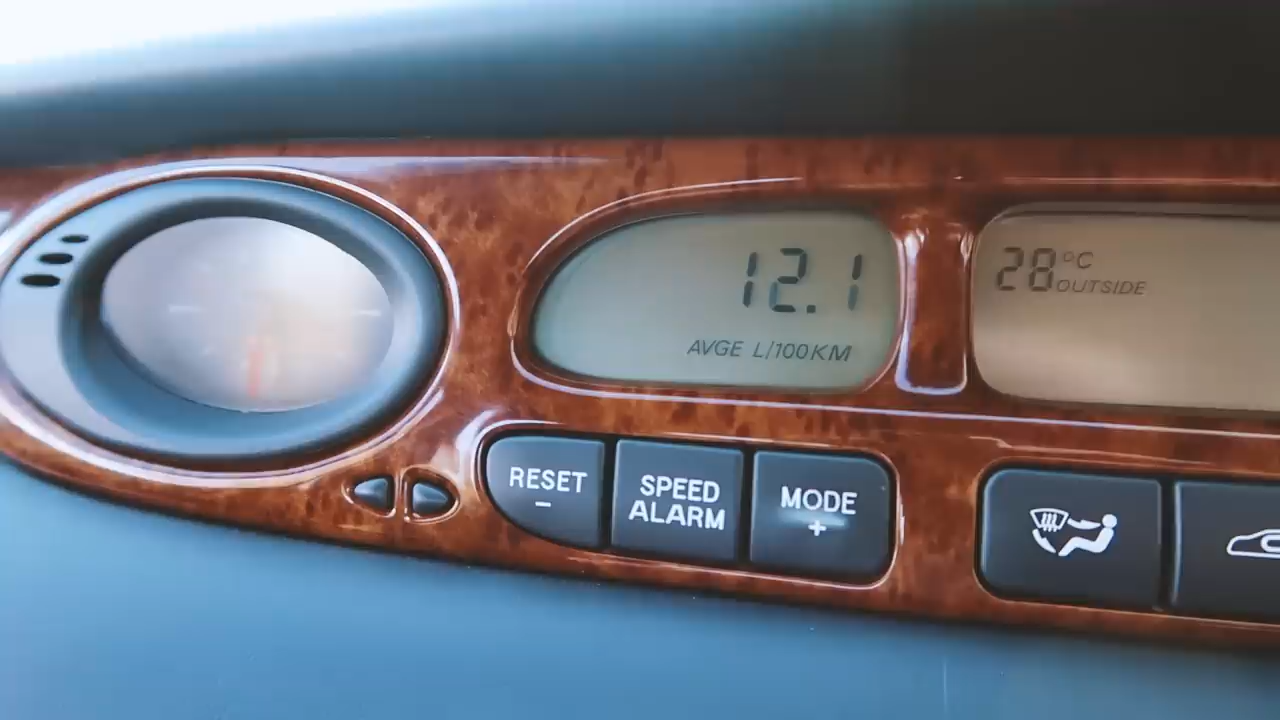 12.1
AVGE L/100KM
28°C
OUTSIDE
RESET
-
SPEED
ALARM
MODE
+